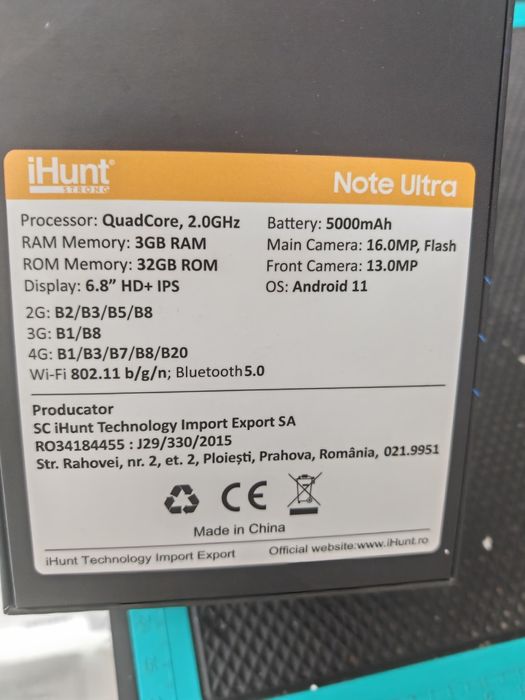 iHunt®
STRONG
Note Ultra
Processor: QuadCore, 2.0GHz
RAM Memory: 3GB RAM
ROM Memory: 32GB ROM
Display: 6.8” HD+ IPS
Battery: 5000mAh
Main Camera: 16.0MP, Flash
Front Camera: 13.0MP
OS: Android 11
2G: B2/B3/B5/B8
3G: B1/B8
4G: B1/B3/B7/B8/B20
Wi-Fi 802.11 b/g/n; Bluetooth 5.0
Producator
SC iHunt Technology Import Export SA
RO34184455 : J29/330/2015
Str. Rahovei, nr. 2, et. 2, Ploiești, Prahova, România, 021.9951
CE
Made in China
iHunt Technology Import Export
Official website:www.iHunt.ro